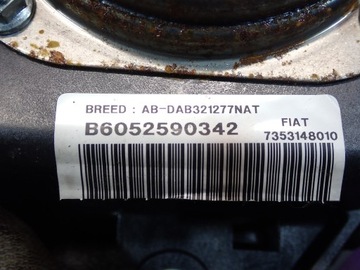 BREED : AB-DAB321277NAT
B6052590342
FIAT
7353148010